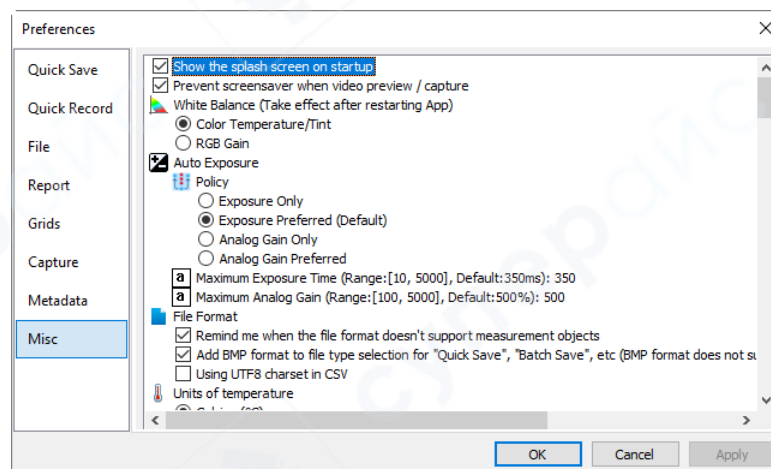 Preferences
Quick Save
Quick Record
File
Report
Grids
Capture
Metadata
Misc
Show the splash screen on startup
Prevent screensaver when video preview / capture
White Balance (Take effect after restarting App)
Color Temperature/Tint
RGB Gain
Auto Exposure
Policy
Exposure Only
Exposure Preferred (Default)
Analog Gain Only
Analog Gain Preferred
a Maximum Exposure Time (Range:[10, 5000], Default:350ms): 350
a Maximum Analog Gain (Range:[100, 5000], Default:500%): 500
File Format
Remind me when the file format doesn't support measurement objects
Add BMP format to file type selection for "Quick Save", "Batch Save", etc (BMP format does not su
Using UTF8 charset in CSV
Units of temperature
OK
Cancel
Apply